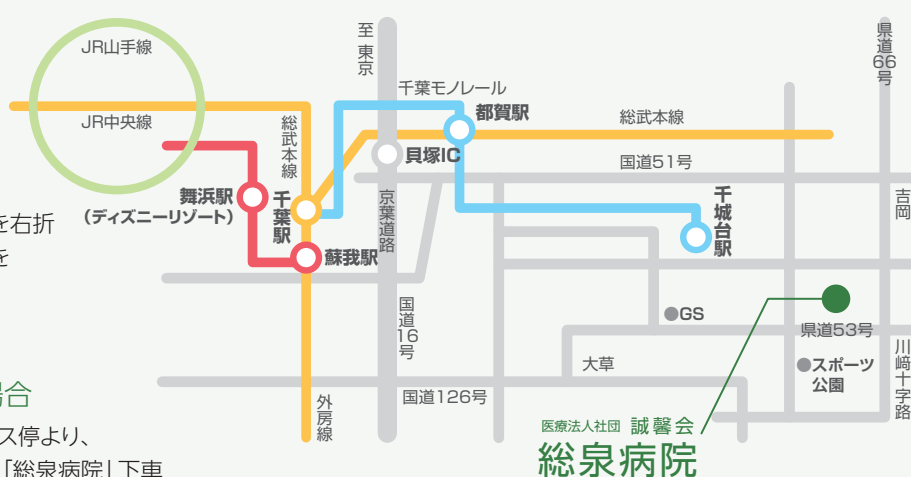 JR山手線
JR中央線
総武本線
至 東京
千葉モノレール
都賀駅
総武本線
県道66号
貝塚IC
国道51号
舞浜駅
（ディズニーリゾート）
千葉駅
京葉道路
千城台駅
吉岡
を右折
を
蘇我駅
国道16号
●GS
県道53号
大草
●スポーツ
公園
川﨑十字路
場合
国道126号
外房線
ス停より、
「総泉病院」下車
医療法人社団 誠馨会
総泉病院